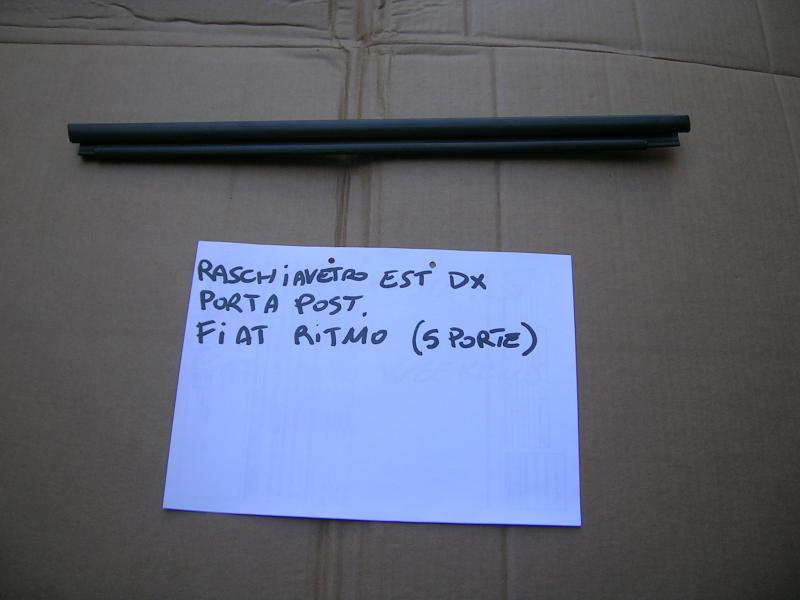 RASCHiAVETRO EST DX
PORTA POST.
FiAT RiTMO (5 PORTE)